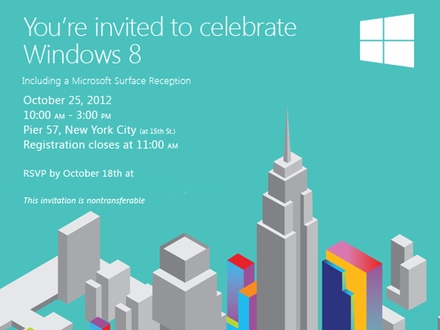 You're invited to celebrate
Windows 8
Including a Microsoft Surface Reception
October 25, 2012
10:00 AM - 3:00 PM
Pier 57, New York City (at 15th St.)
Registration closes at 11:00 AM
RSVP by October 18th at
This invitation is nontransferable